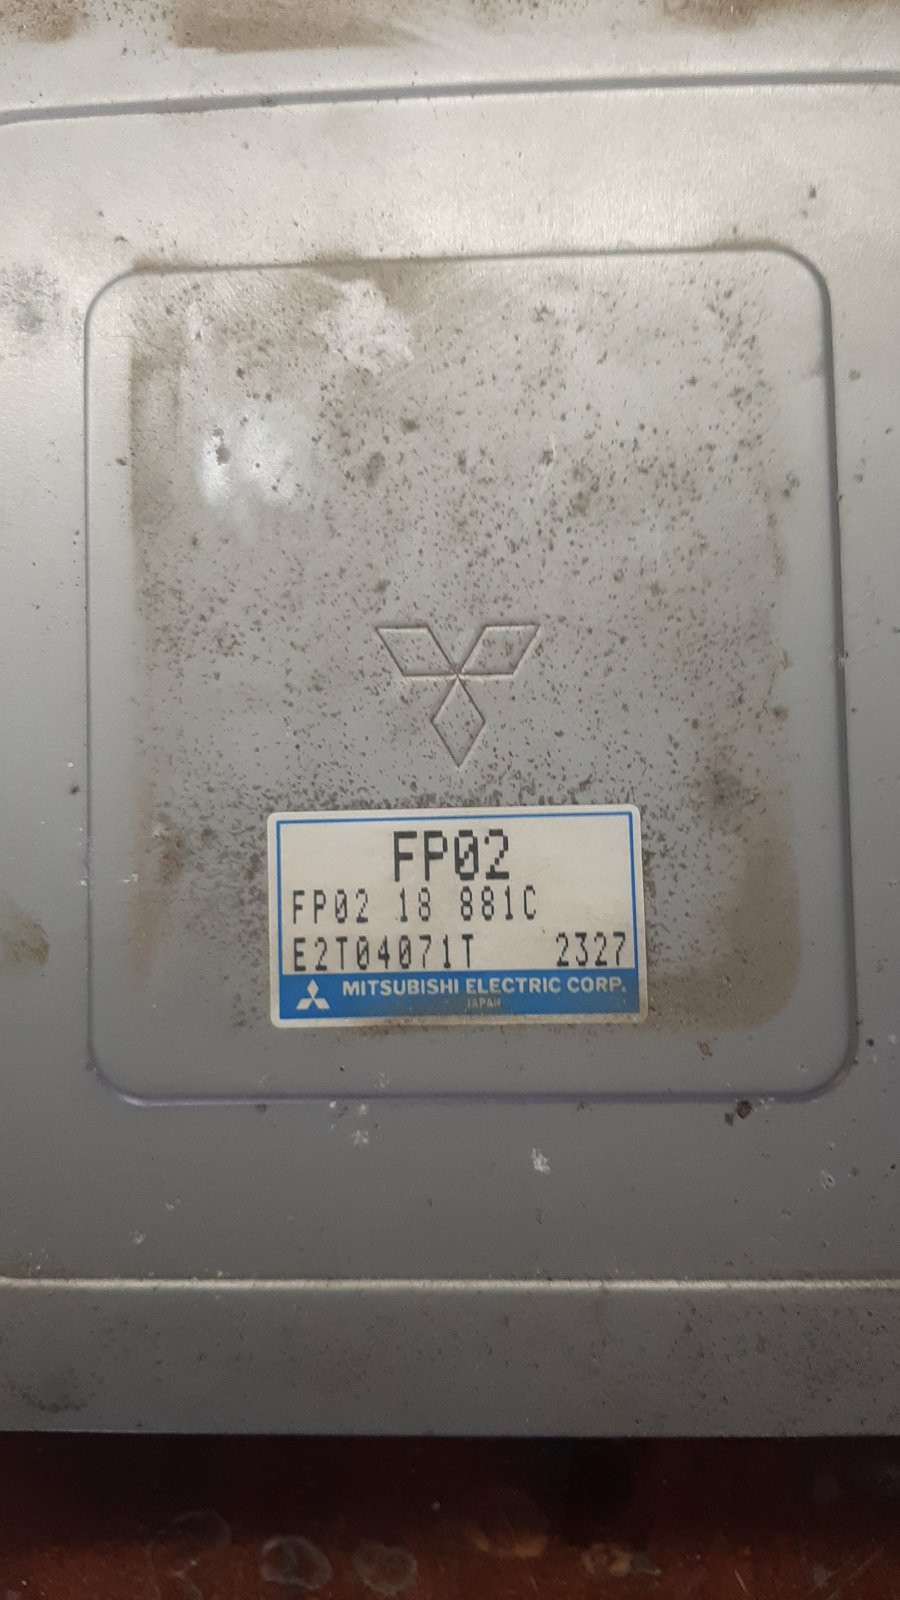 FP02
FP02 18 881C
E2T04071T 2327
MITSUBISHI ELECTRIC CORP.
JAPAN